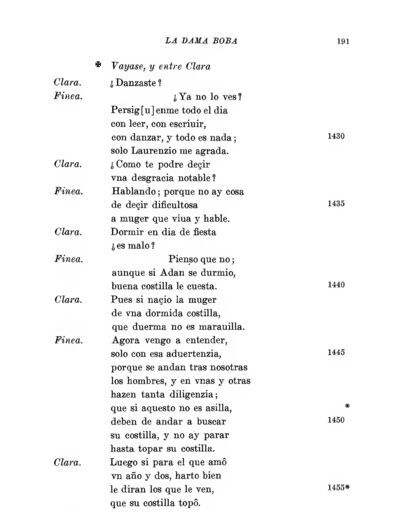 LA DAMA BOBA 191
✠ Vayase, y entre Clara
Clara. ¿Danzaste?
Finea. ¿Ya no lo ves?
Persig[u]enme todo el dia
con leer, con escriuir,
con danzar, y todo es nada; 1430
solo Laurenzio me agrada.
Clara. ¿Como te podre deçir
vna desgracia notable?
Finea. Hablando; porque no ay cosa
de deçir dificultosa 1435
a muger que viua y hable.
Clara. Dormir en dia de fiesta
¿es malo?
Finea. Pienso que no;
aunque si Adan se durmio,
buena costilla le cuesta. 1440
Clara. Pues si naçio la muger
de vna dormida costilla,
que duerma no es marauilla.
Finea. Agora vengo a entender,
solo con esa aduertenzia, 1445
porque se andan tras nosotras
los hombres, y en vnas y otras
hazen tanta diligenzia;
que si aquesto no es asilla, *
deben de andar a buscar 1450
su costilla, y no ay parar
hasta topar su costilla.
Clara. Luego si para el que amô
vn año y dos, harto bien
le diran los que le ven, 1455*
que su costilla topô.